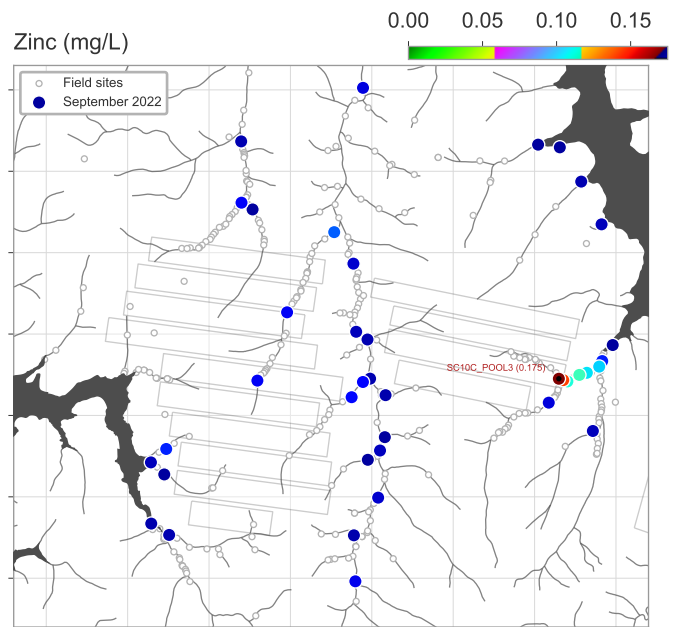 0.00 0.05 0.10 0.15
Zinc (mg/L)
Field sites
September 2022
SC10C_POOL3 (0.175)